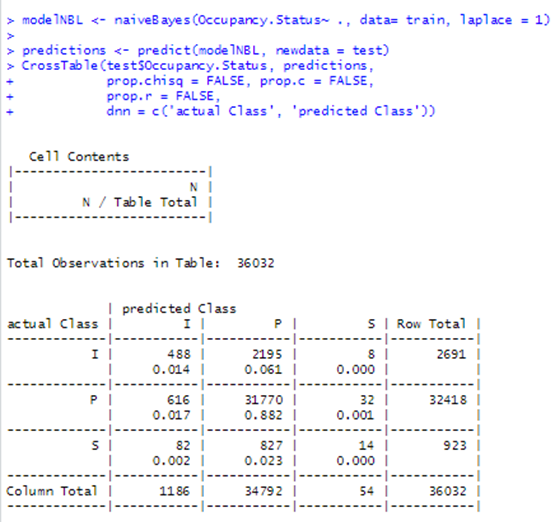 > modelNBL <- naiveBayes(Occupancy.Status~ ., data= train, laplace = 1)
>
> predictions <- predict(modelNBL, newdata = test)
> CrossTable(test$Occupancy.Status, predictions,
+            prop.chisq = FALSE, prop.c = FALSE,
+            prop.r = FALSE,
+            dnn = c('actual Class', 'predicted Class'))


   Cell Contents
|-------------------------|
|                       N |
|         N / Table Total |
|-------------------------|


Total Observations in Table:  36032


             | predicted Class
actual Class |         I |         P |         S | Row Total |
-------------|-----------|-----------|-----------|-----------|
           I |       488 |      2195 |         8 |      2691 |
             |     0.014 |     0.061 |     0.000 |           |
-------------|-----------|-----------|-----------|-----------|
           P |       616 |     31770 |        32 |     32418 |
             |     0.017 |     0.882 |     0.001 |           |
-------------|-----------|-----------|-----------|-----------|
           S |        82 |       827 |        14 |       923 |
             |     0.002 |     0.023 |     0.000 |           |
-------------|-----------|-----------|-----------|-----------|
Column Total |      1186 |     34792 |        54 |     36032 |
-------------|-----------|-----------|-----------|-----------|